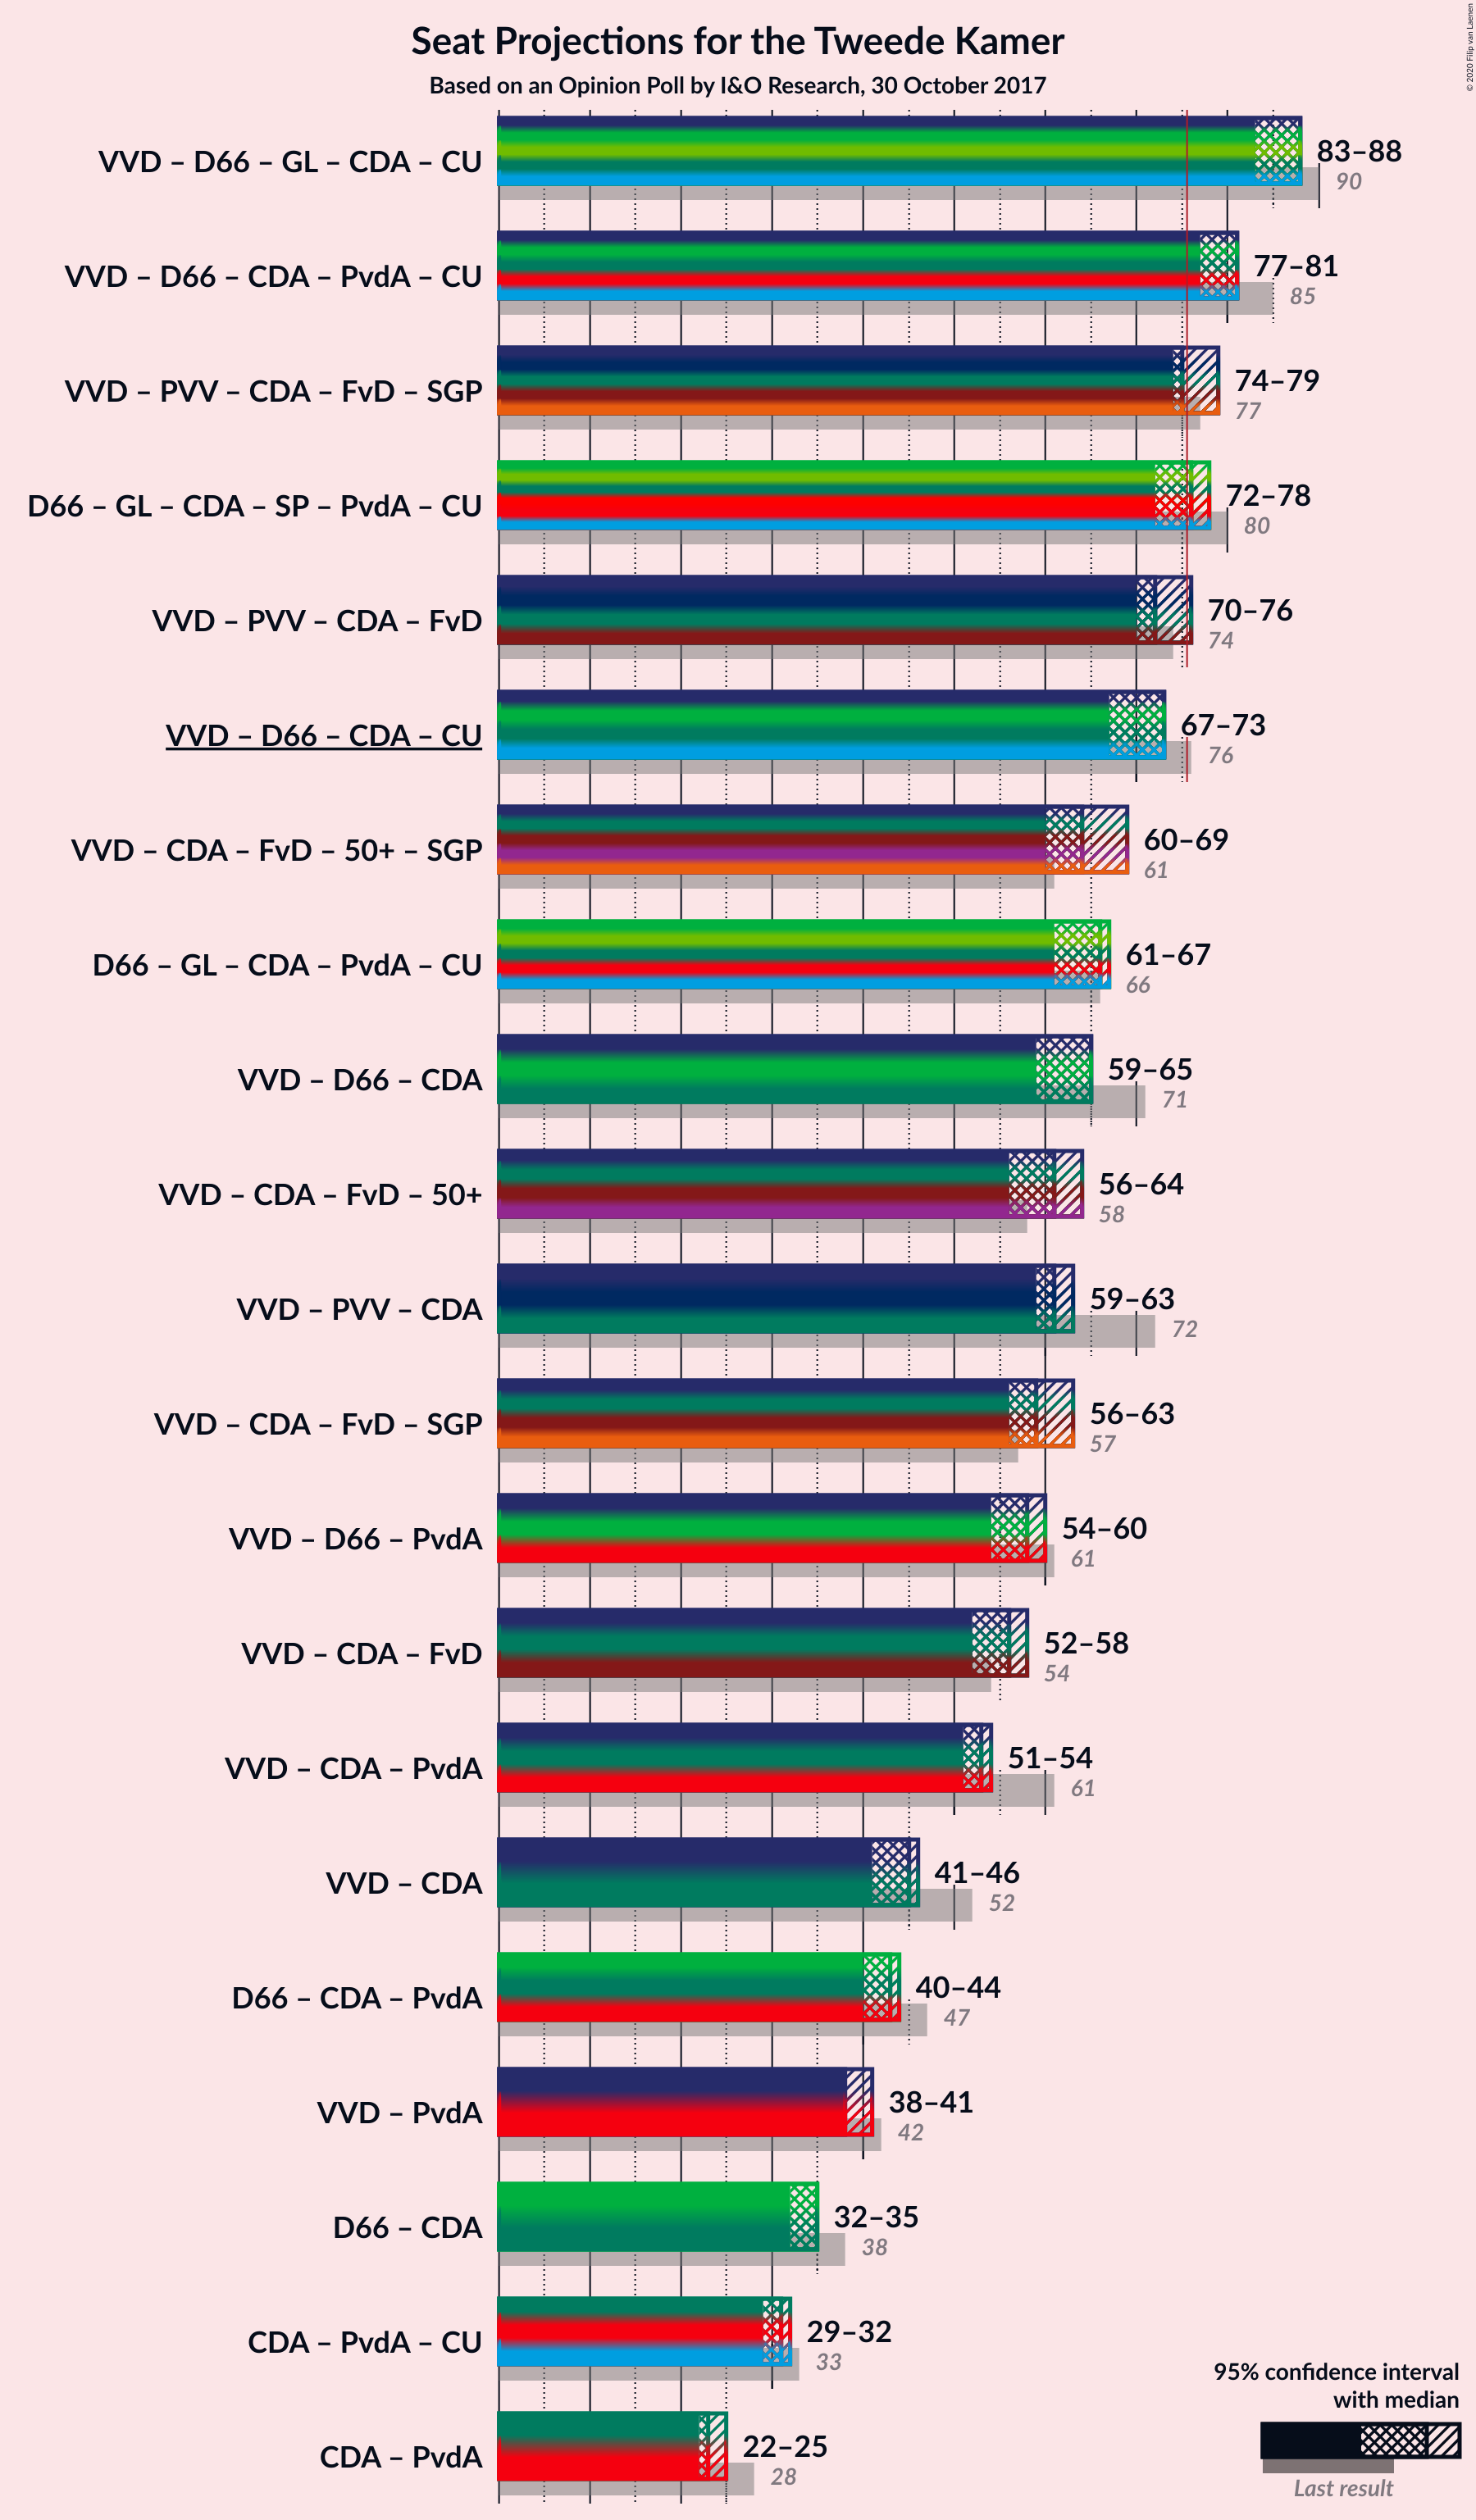 Seat Projections for the Tweede Kamer
Based on an Opinion Poll by I&O Research, 30 October 2017
© 2020 Filip van Laenen
VVD – D66 – GL – CDA – CU
83–88
90
VVD – D66 – CDA – PvdA – CU
77–81
85
VVD – PVV – CDA – FvD – SGP
74–79
77
D66 – GL – CDA – SP – PvdA – CU
72–78
80
VVD – PVV – CDA – FvD
70–76
74
VVD – D66 – CDA – CU
67–73
76
VVD – CDA – FvD – 50+ – SGP
60–69
61
D66 – GL – CDA – PvdA – CU
61–67
66
VVD – D66 – CDA
59–65
71
VVD – CDA – FvD – 50+
56–64
58
VVD – PVV – CDA
59–63
72
VVD – CDA – FvD – SGP
56–63
57
VVD – D66 – PvdA
54–60
61
VVD – CDA – FvD
52–58
54
VVD – CDA – PvdA
51–54
61
VVD – CDA
41–46
52
D66 – CDA – PvdA
40–44
47
VVD – PvdA
38–41
42
D66 – CDA
32–35
38
CDA – PvdA – CU
29–32
33
CDA – PvdA
22–25
28
95% confidence interval
with median
Last result